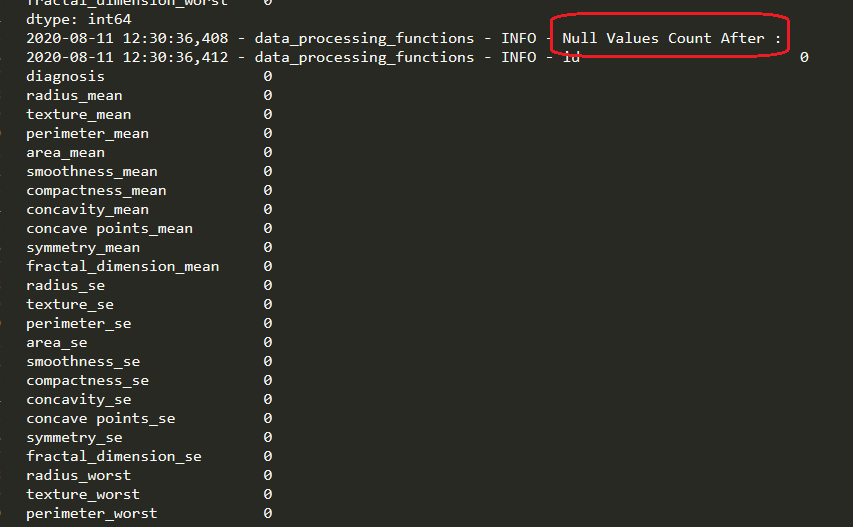 fractal_dimension_worst    0
dtype: int64
2020-08-11 12:30:36,408 - data_processing_functions - INFO - Null Values Count After :
2020-08-11 12:30:36,412 - data_processing_functions - INFO - id                         0
diagnosis                  0
radius_mean                0
texture_mean               0
perimeter_mean             0
area_mean                  0
smoothness_mean            0
compactness_mean           0
concavity_mean             0
concave points_mean        0
symmetry_mean              0
fractal_dimension_mean     0
radius_se                  0
texture_se                 0
perimeter_se               0
area_se                    0
smoothness_se              0
compactness_se             0
concavity_se               0
concave points_se          0
symmetry_se                0
fractal_dimension_se       0
radius_worst               0
texture_worst              0
perimeter_worst            0